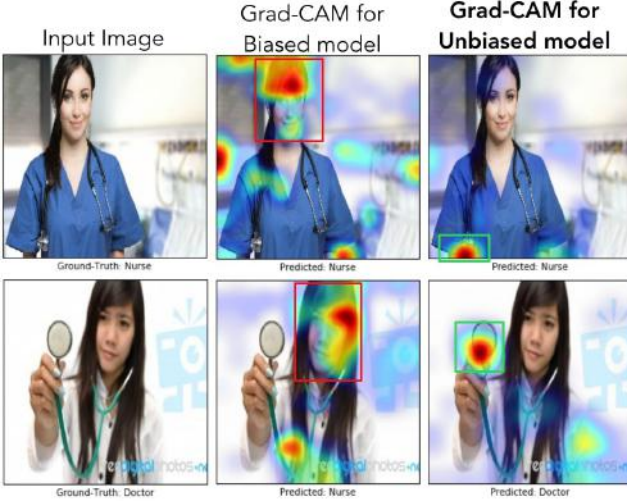 Input Image
Grad-CAM for
Biased model
Grad-CAM for
Unbiased model
Ground-Truth: Nurse
Predicted: Nurse
Predicted: Nurse
Ground-Truth: Doctor
Predicted: Nurse
Predicted: Doctor